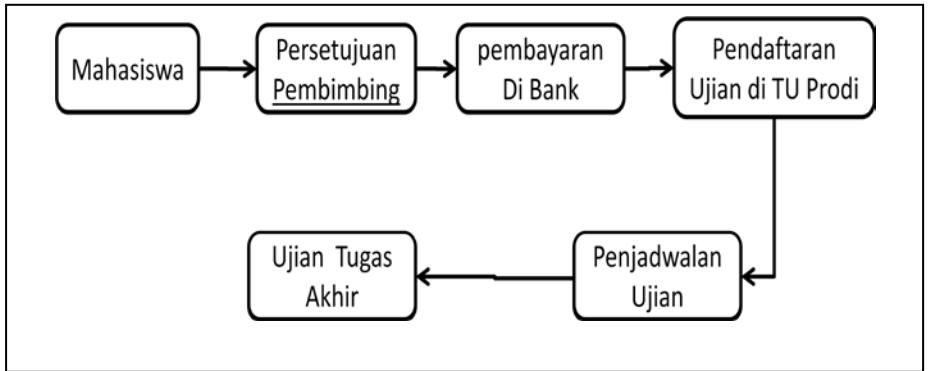 Mahasiswa
Persetujuan
Pembimbing
pembayaran
Di Bank
Pendaftaran
Ujian di TU Prodi
Penjadwalan
Ujian
Ujian Tugas
Akhir